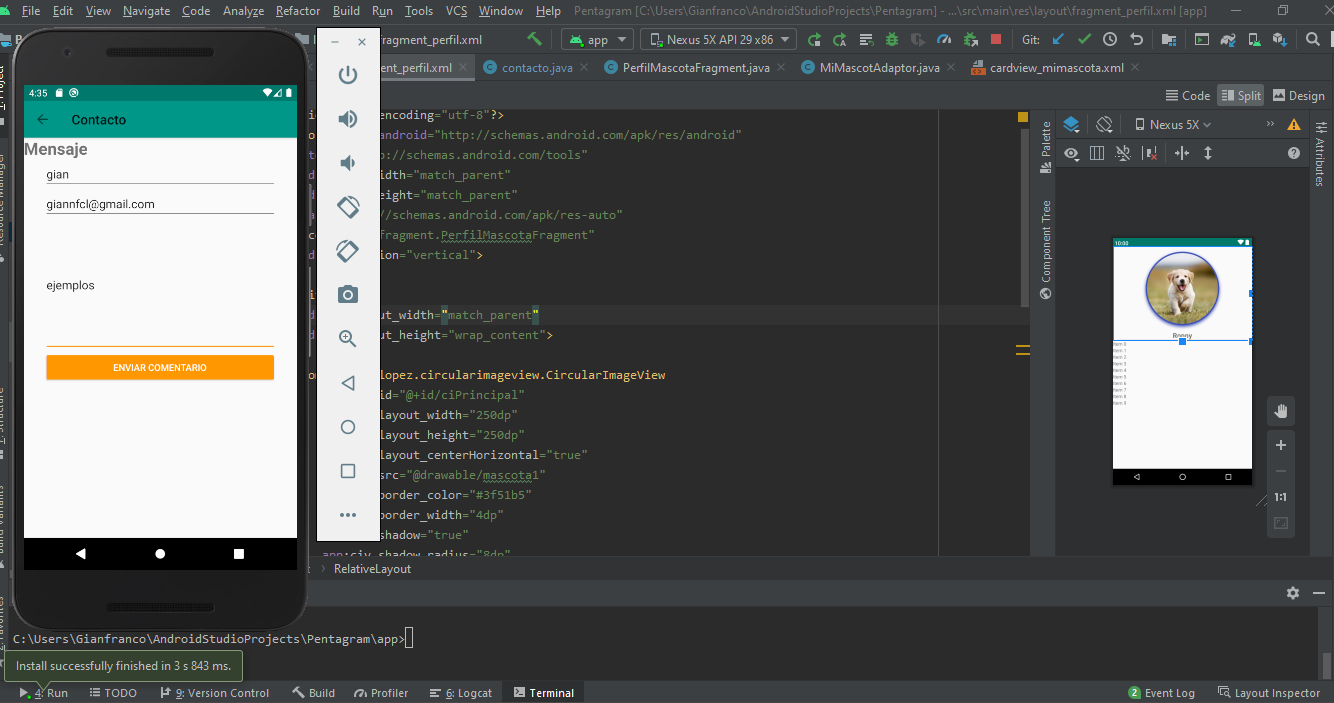 File Edit View Navigate Code Analyze Refactor Build Run Tools VCS Window Help Pentagram [C:\Users\Gianfranco\AndroidStudioProjects\Pentagram] - ...\src\main\res\layout\fragment_perfil.xml [app]
fragment_perfil.xml app Nexus 5X API 29 x86 Git:
ent_perfil.xml contacto.java PerfilMascotaFragment.java MiMascotAdaptor.java cardview_mimascota.xml
Code Split Design
4:35
Contacto
Mensaje
gian
giannfcl@gmail.com
ejemplos
ENVIAR COMENTARIO
encoding="utf-8"?>
android="http://schemas.android.com/apk/res/android"
p://schemas.android.com/tools"
idth="match_parent"
eight="match_parent"
//schemas.android.com/apk/res-auto"
fragment.PerfilMascotaFragment"
ion="vertical">
ut_width="match_parent"
ut_height="wrap_content">
lopez.circularimageview.CircularImageView
id="@+id/ciPrincipal"
layout_width="250dp"
layout_height="250dp"
layout_centerHorizontal="true"
src="@drawable/mascota1"
border_color="#3f51b5"
border_width="4dp"
shadow="true"
app:civ_shadow_radius="8dp"
RelativeLayout
Palette
Component Tree
Nexus 5X
Attributes
10:00
Ronny
Item 0
Item 1
Item 2
Item 3
Item 4
Item 5
Item 6
Item 7
Item 8
Item 9
1:1
C:\Users\Gianfranco\AndroidStudioProjects\Pentagram\app>
Install successfully finished in 3 s 843 ms.
4: Run TODO 9: Version Control Build Profiler 6: Logcat Terminal 2 Event Log Layout Inspector